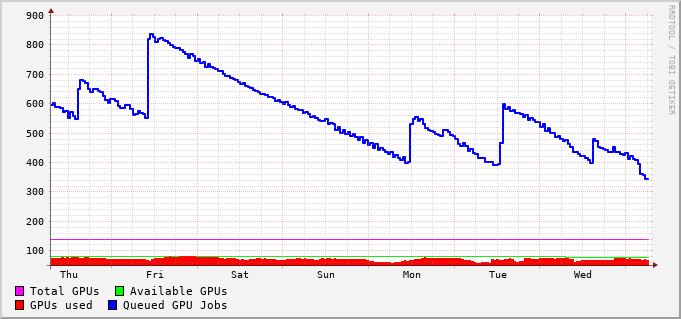 900
800
700
600
500
400
300
200
100
Thu Fri Sat Sun Mon Tue Wed
Total GPUs Available GPUs
GPUs used Queued GPU Jobs
RRDTOOL / TOBI OETIKER